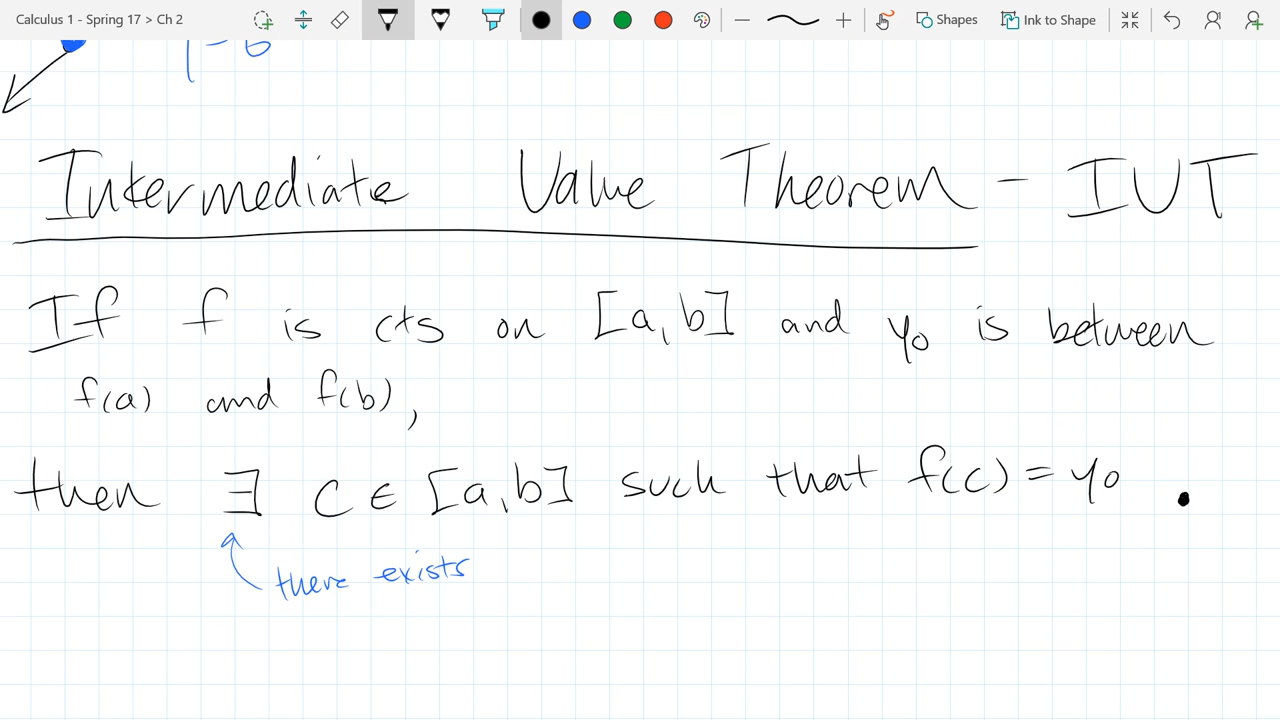 Calculus 1 - Spring 17 > Ch 2
Shapes
Ink to Shape
Intermediate Value Theorem - IVT
If f is cts on [a,b] and y₀ is between
f(a) and f(b),
then ∃ c ∈ [a,b] such that f(c) = y₀ .
there exists